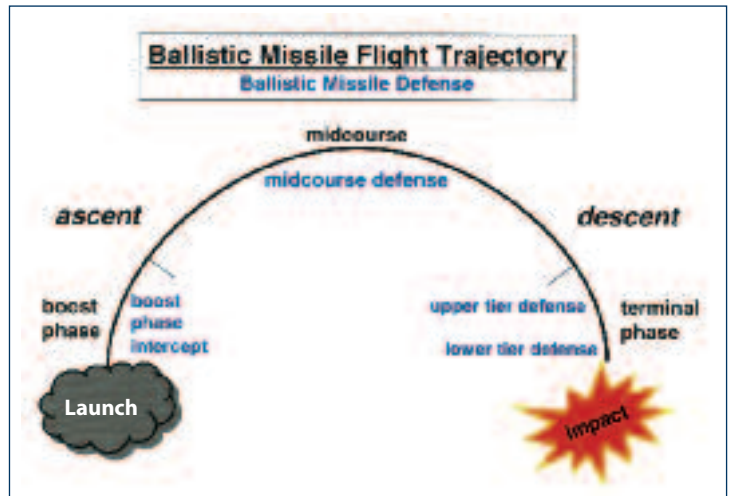 Ballistic Missile Flight Trajectory
Ballistic Missile Defense
midcourse
midcourse defense
ascent
descent
boost
phase
boost
phase
intercept
upper tier defense
lower tier defense
terminal
phase
Launch
impact